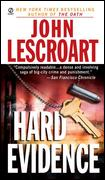 NEW YORK TIMES BESTSELLING AUTHOR OF THE OATH
JOHN
LESCROART
"Compulsively readable...a dense
and involving saga of big-city
crime and punishment."
—San Francisco Chronicle
HARD
EVIDENCE